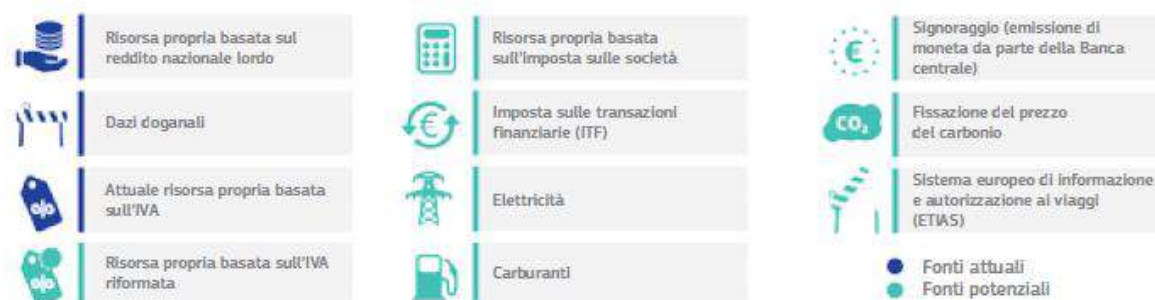 Risorsa propria basata sul
reddito nazionale lordo
Dazi doganali
Attuale risorsa propria basata
sull'IVA
Risorsa propria basata sull'IVA
riformata
Risorsa propria basata
sull'imposta sulle società
€
Imposta sulle transazioni
finanziarie (ITF)
Elettricità
Carburanti
€
Signoraggio (emissione di
moneta da parte della Banca
centrale)
CO₂
Fissazione del prezzo
del carbonio
Sistema europeo di informazione
e autorizzazione ai viaggi
(ETIAS)
Fonti attuali
Fonti potenziali